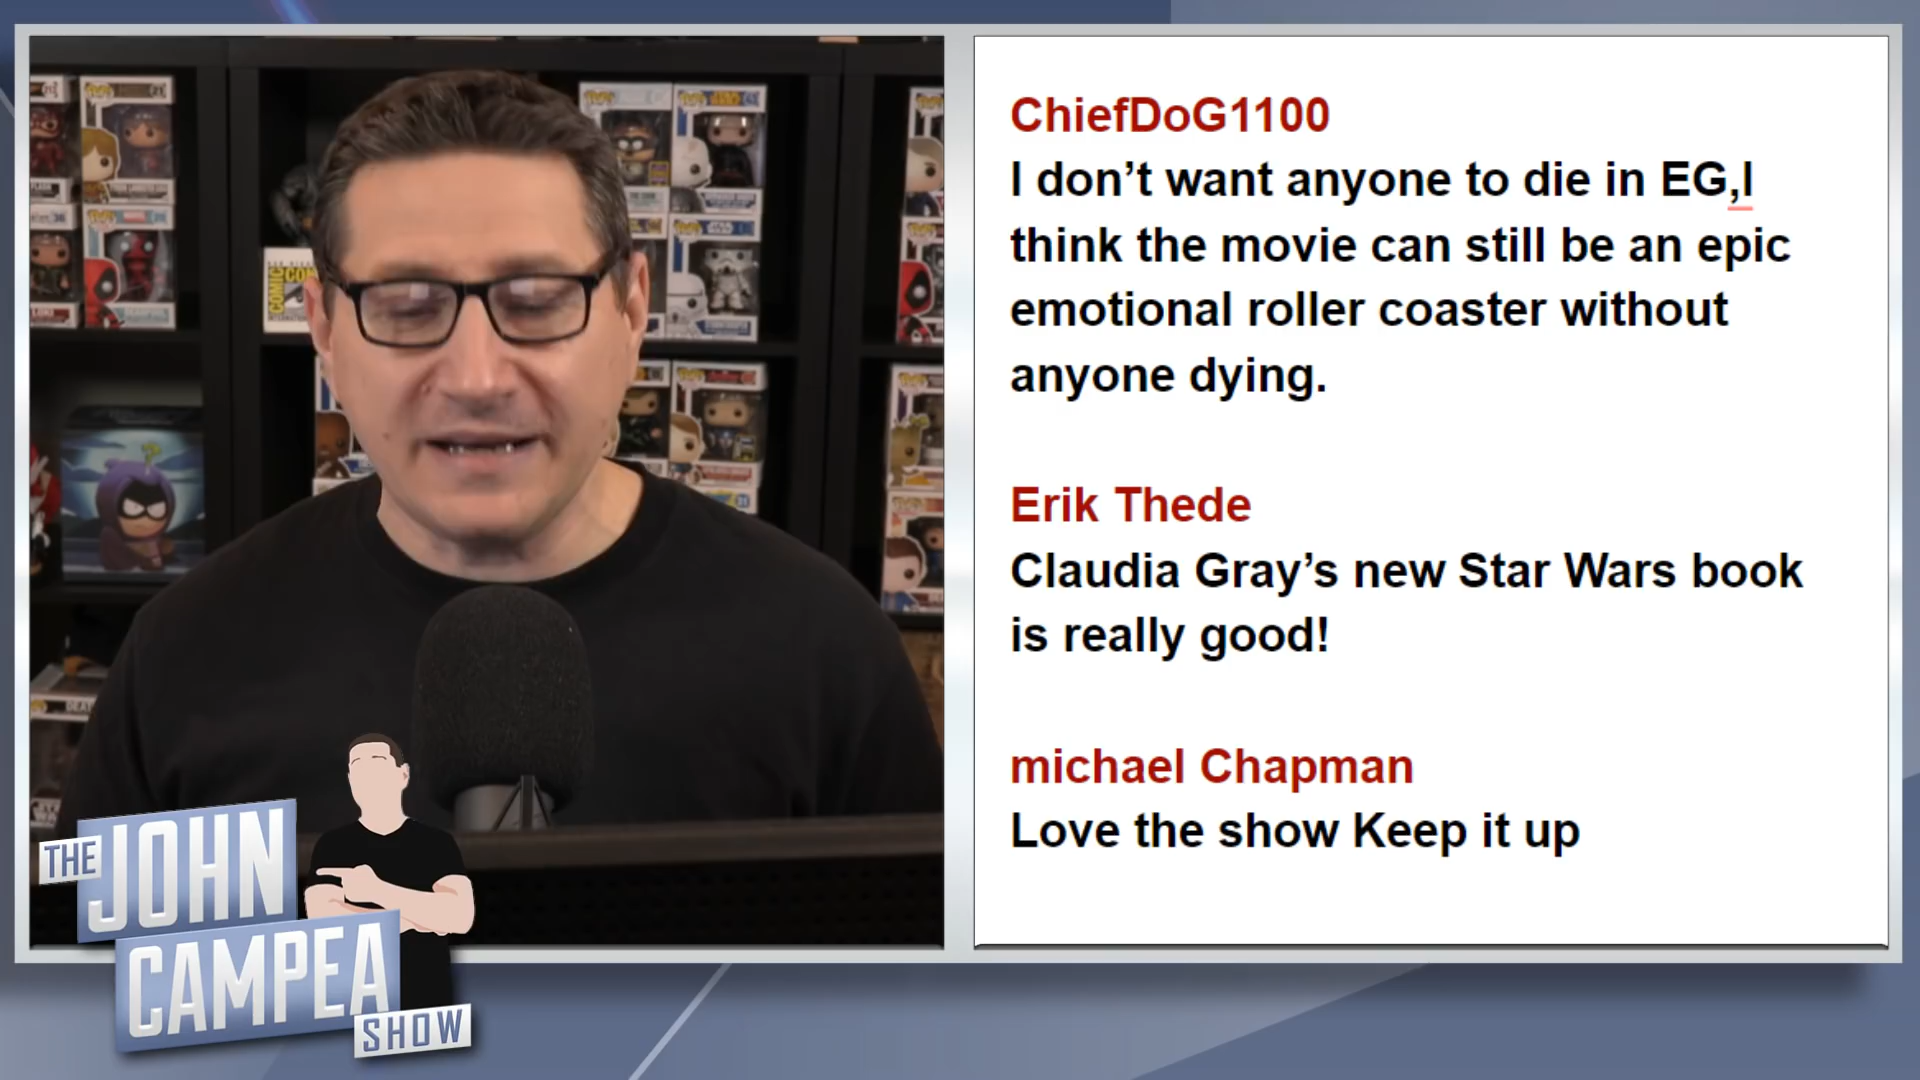 ChiefDoG1100
I don’t want anyone to die in EG,I
think the movie can still be an epic
emotional roller coaster without
anyone dying.
Erik Thede
Claudia Gray’s new Star Wars book
is really good!
michael Chapman
Love the show Keep it up
THE
JOHN
CAMPEA
SHOW
COMIC
CON